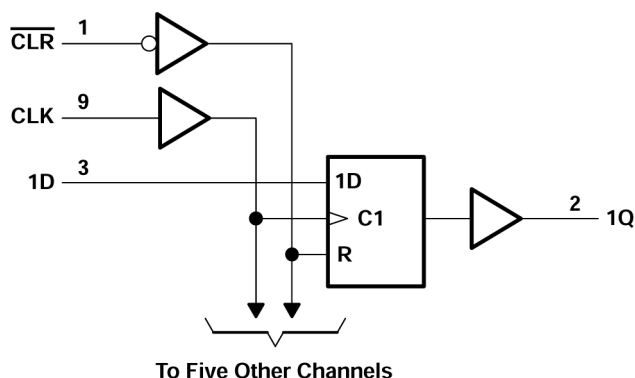 CLR 1
CLK 9
1D 3
1D
C1
R
2 1Q
To Five Other Channels